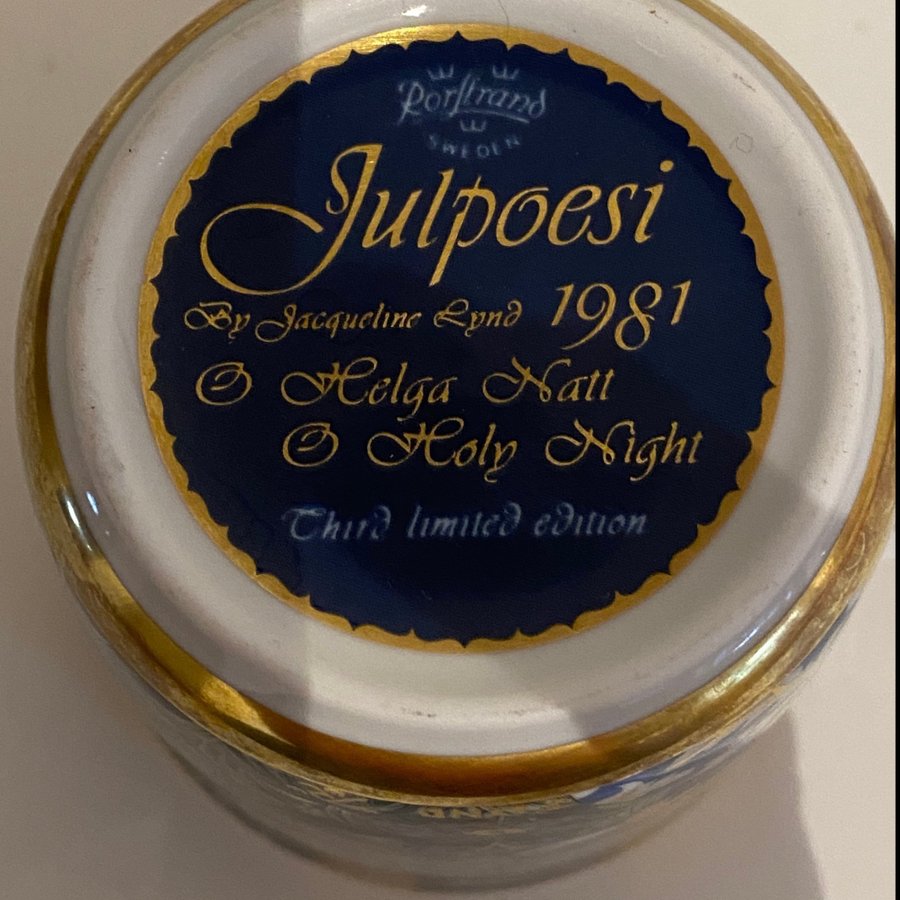 Rörstrand
SWEDEN
Julpoesi
By Jacqueline Lynd 1981
O Helga Natt
O Holy Night
Third limited edition